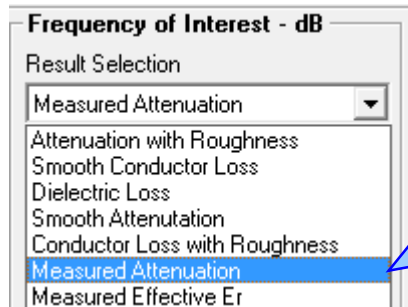 Frequency of Interest - dB
Result Selection
Measured Attenuation
Attenuation with Roughness
Smooth Conductor Loss
Dielectric Loss
Smooth Attenutation
Conductor Loss with Roughness
Measured Attenuation
Measured Effective Er